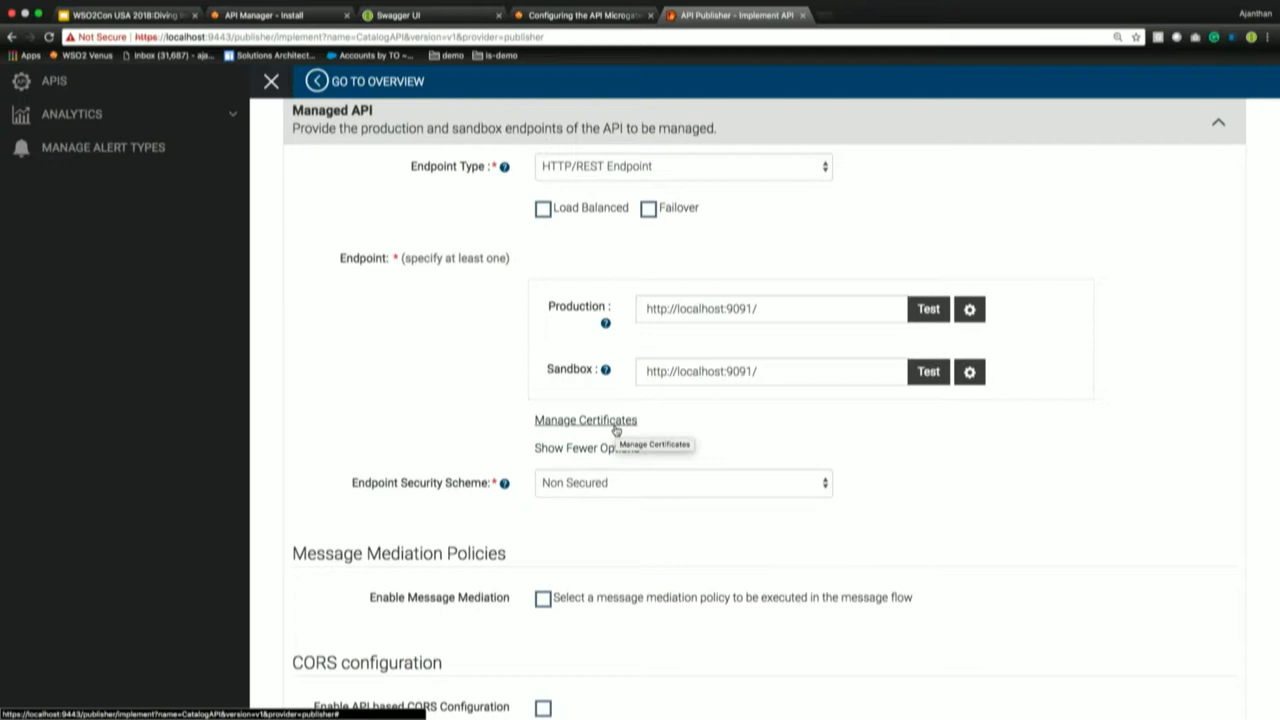 WSO2Con USA 2018:Diving
API Manager - Install
Swagger UI
Configuring the API Microgate
API Publisher - Implement API
Ajanthan
Not Secure
https://localhost:9443/publisher/implement?name=CatalogAPI&version=v1&provider=publisher
Apps
WSO2 Venus
Inbox (31,687) - aja...
Solutions Architect...
Accounts by TO -...
demo
is-demo
APIS
ANALYTICS
MANAGE ALERT TYPES
GO TO OVERVIEW
Managed API
Provide the production and sandbox endpoints of the API to be managed.
Endpoint Type :*
HTTP/REST Endpoint
Load Balanced
Failover
Endpoint: * (specify at least one)
Production :
http://localhost:9091/
Test
Sandbox :
http://localhost:9091/
Test
Manage Certificates
Manage Certificates
Show Fewer
Endpoint Security Scheme:*
Non Secured
Message Mediation Policies
Enable Message Mediation
Select a message mediation policy to be executed in the message flow
CORS configuration
Enable API based CORS Configuration
https://localhost:9443/publisher/implement?name=CatalogAPI&version=v1&provider=publisher#